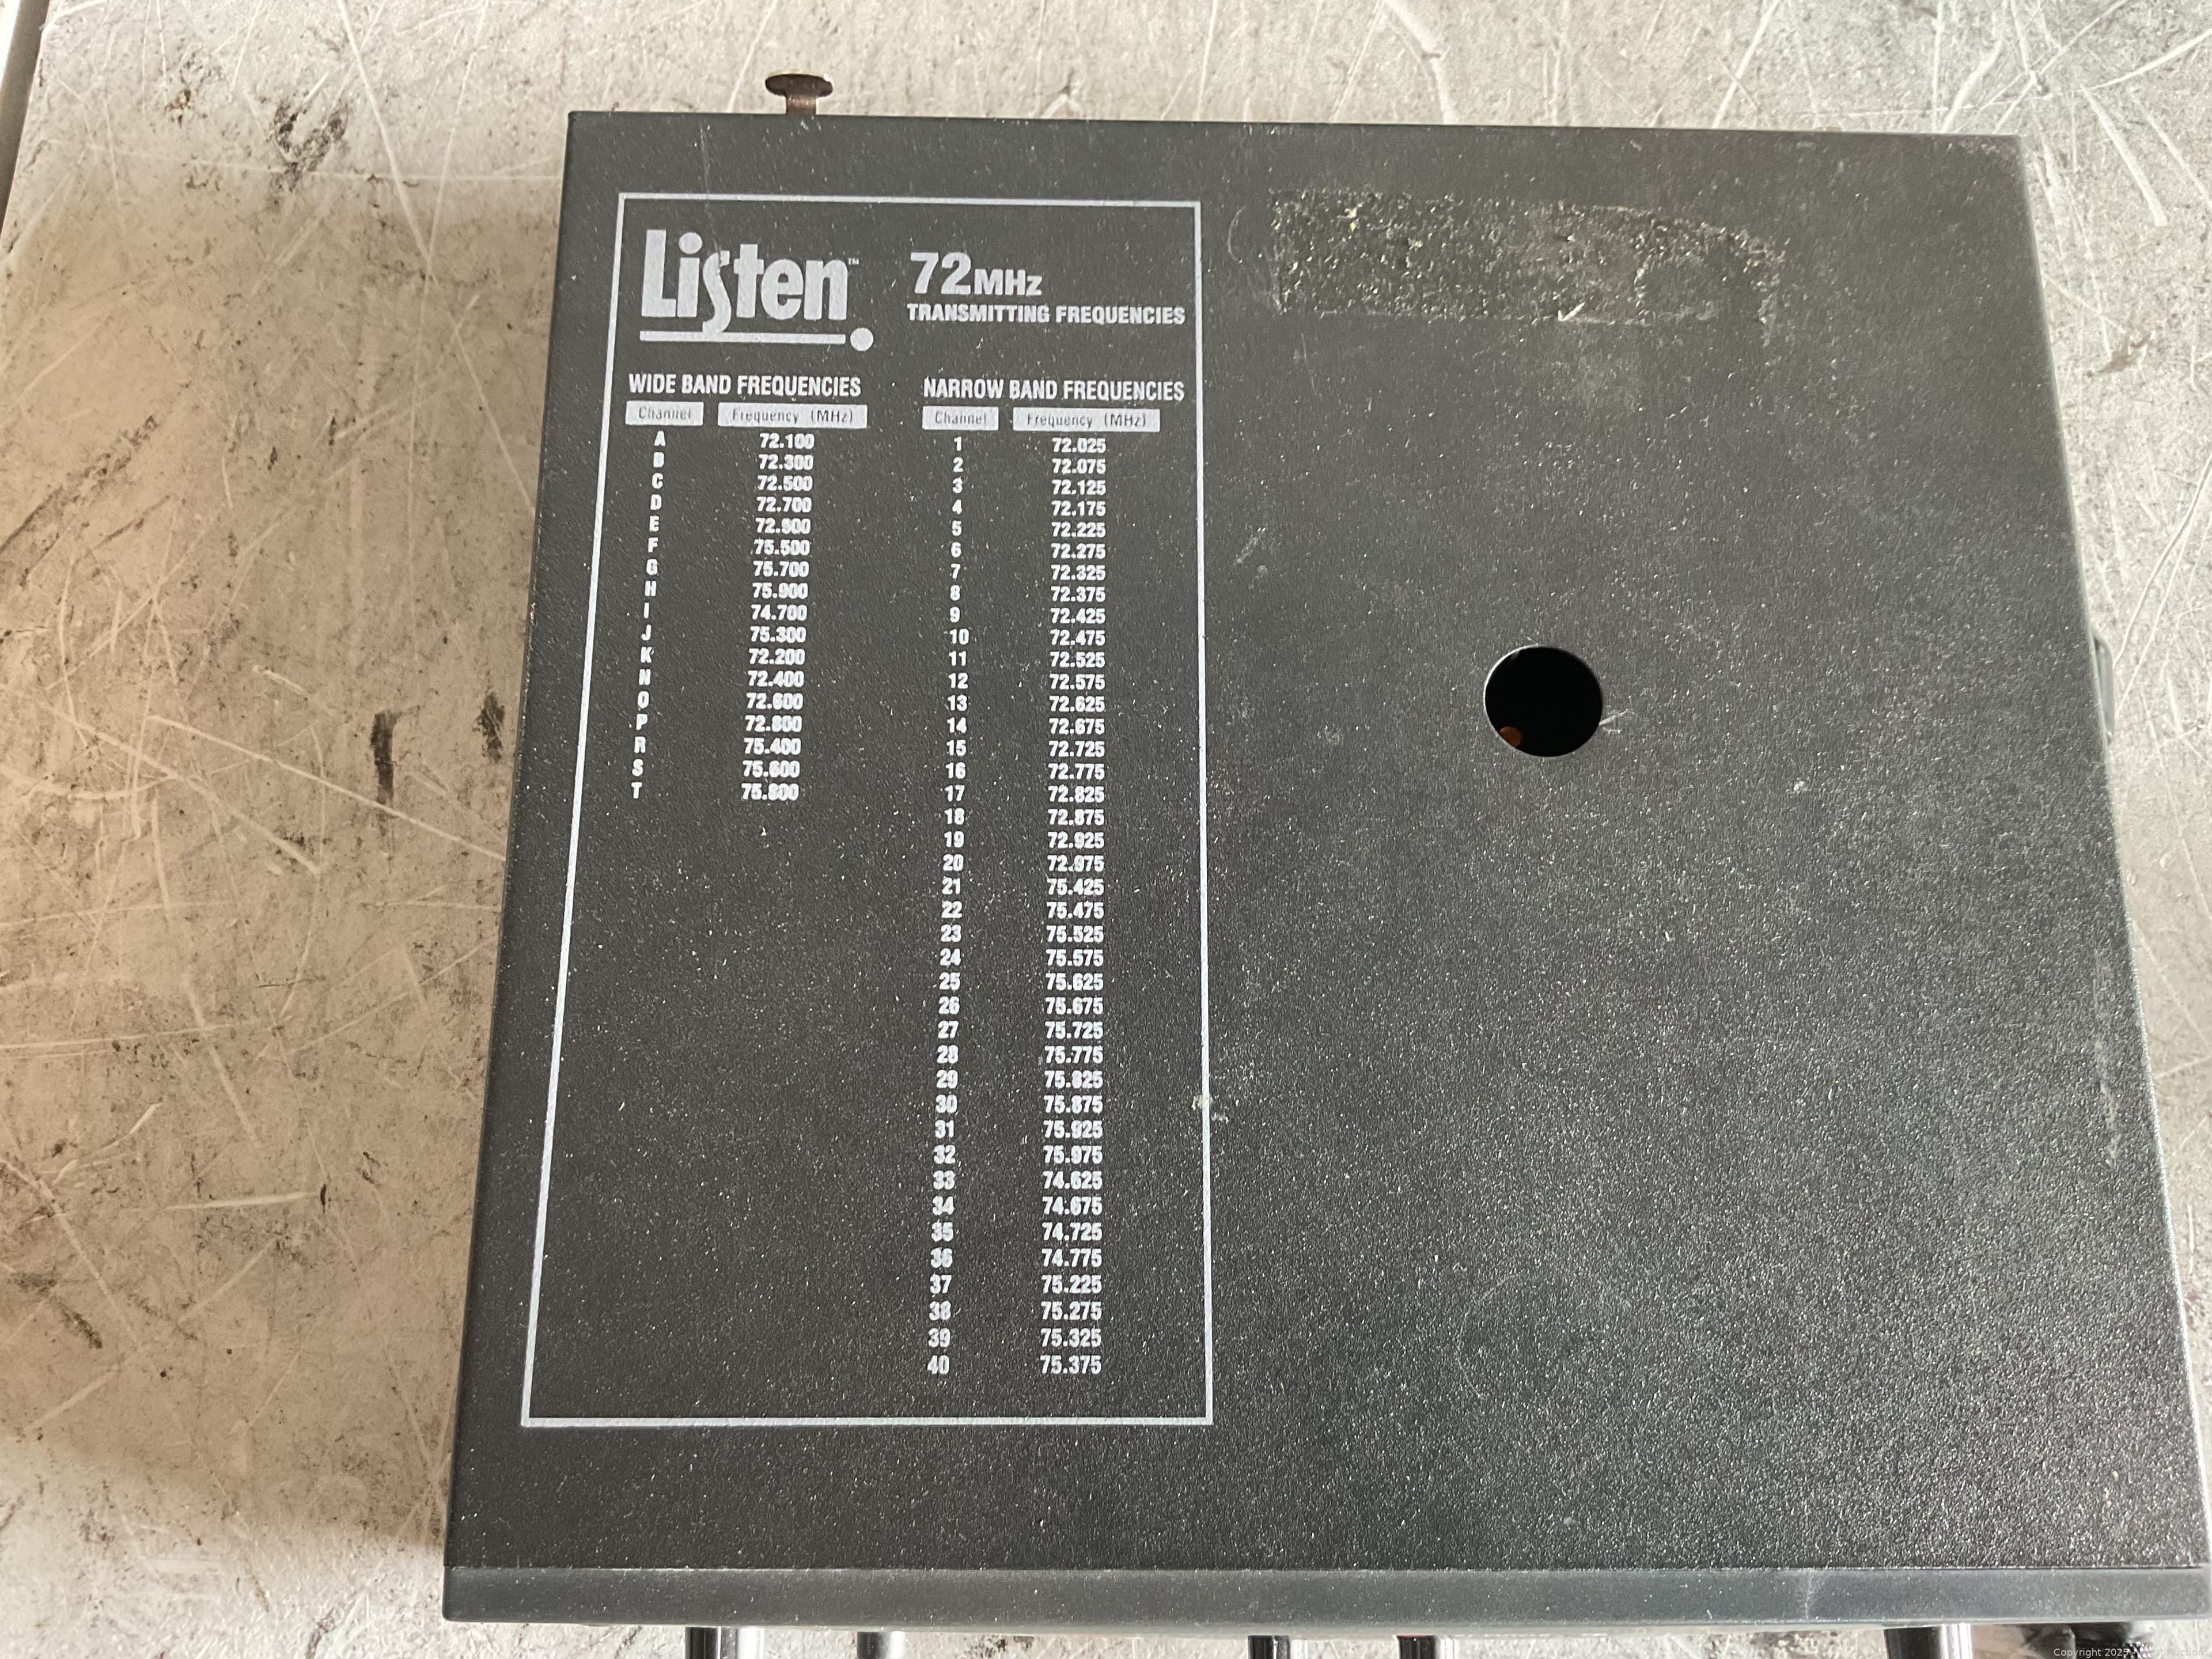 Listen™
72MHz
TRANSMITTING FREQUENCIES
WIDE BAND FREQUENCIES
Channel Frequency (MHz)
A 72.100
B 72.300
C 72.500
D 72.700
E 72.900
F 75.500
G 75.700
H 75.900
I 74.700
J 75.300
K 72.200
N 72.400
O 72.600
P 72.800
R 75.400
S 75.600
T 75.800
NARROW BAND FREQUENCIES
Channel Frequency (MHz)
1 72.025
2 72.075
3 72.125
4 72.175
5 72.225
6 72.275
7 72.325
8 72.375
9 72.425
10 72.475
11 72.525
12 72.575
13 72.625
14 72.675
15 72.725
16 72.775
17 72.825
18 72.875
19 72.925
20 72.975
21 75.425
22 75.475
23 75.525
24 75.575
25 75.625
26 75.675
27 75.725
28 75.775
29 75.825
30 75.875
31 75.925
32 75.975
33 74.625
34 74.675
35 74.725
36 74.775
37 75.225
38 75.275
39 75.325
40 75.375
Copyright